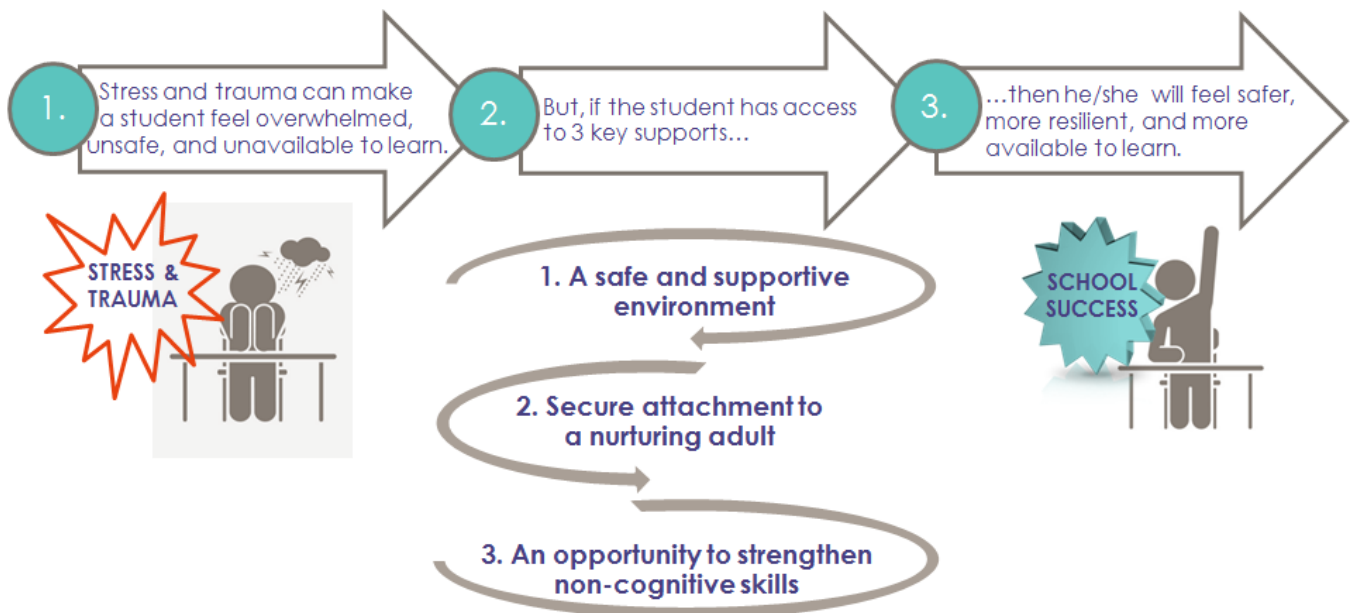 1.
Stress and trauma can make
a student feel overwhelmed,
unsafe, and unavailable to learn.
2.
But, if the student has access
to 3 key supports…
3.
…then he/she will feel safer,
more resilient, and more
available to learn.
STRESS &
TRAUMA
1. A safe and supportive
environment
2. Secure attachment to
a nurturing adult
3. An opportunity to strengthen
non-cognitive skills
SCHOOL
SUCCESS